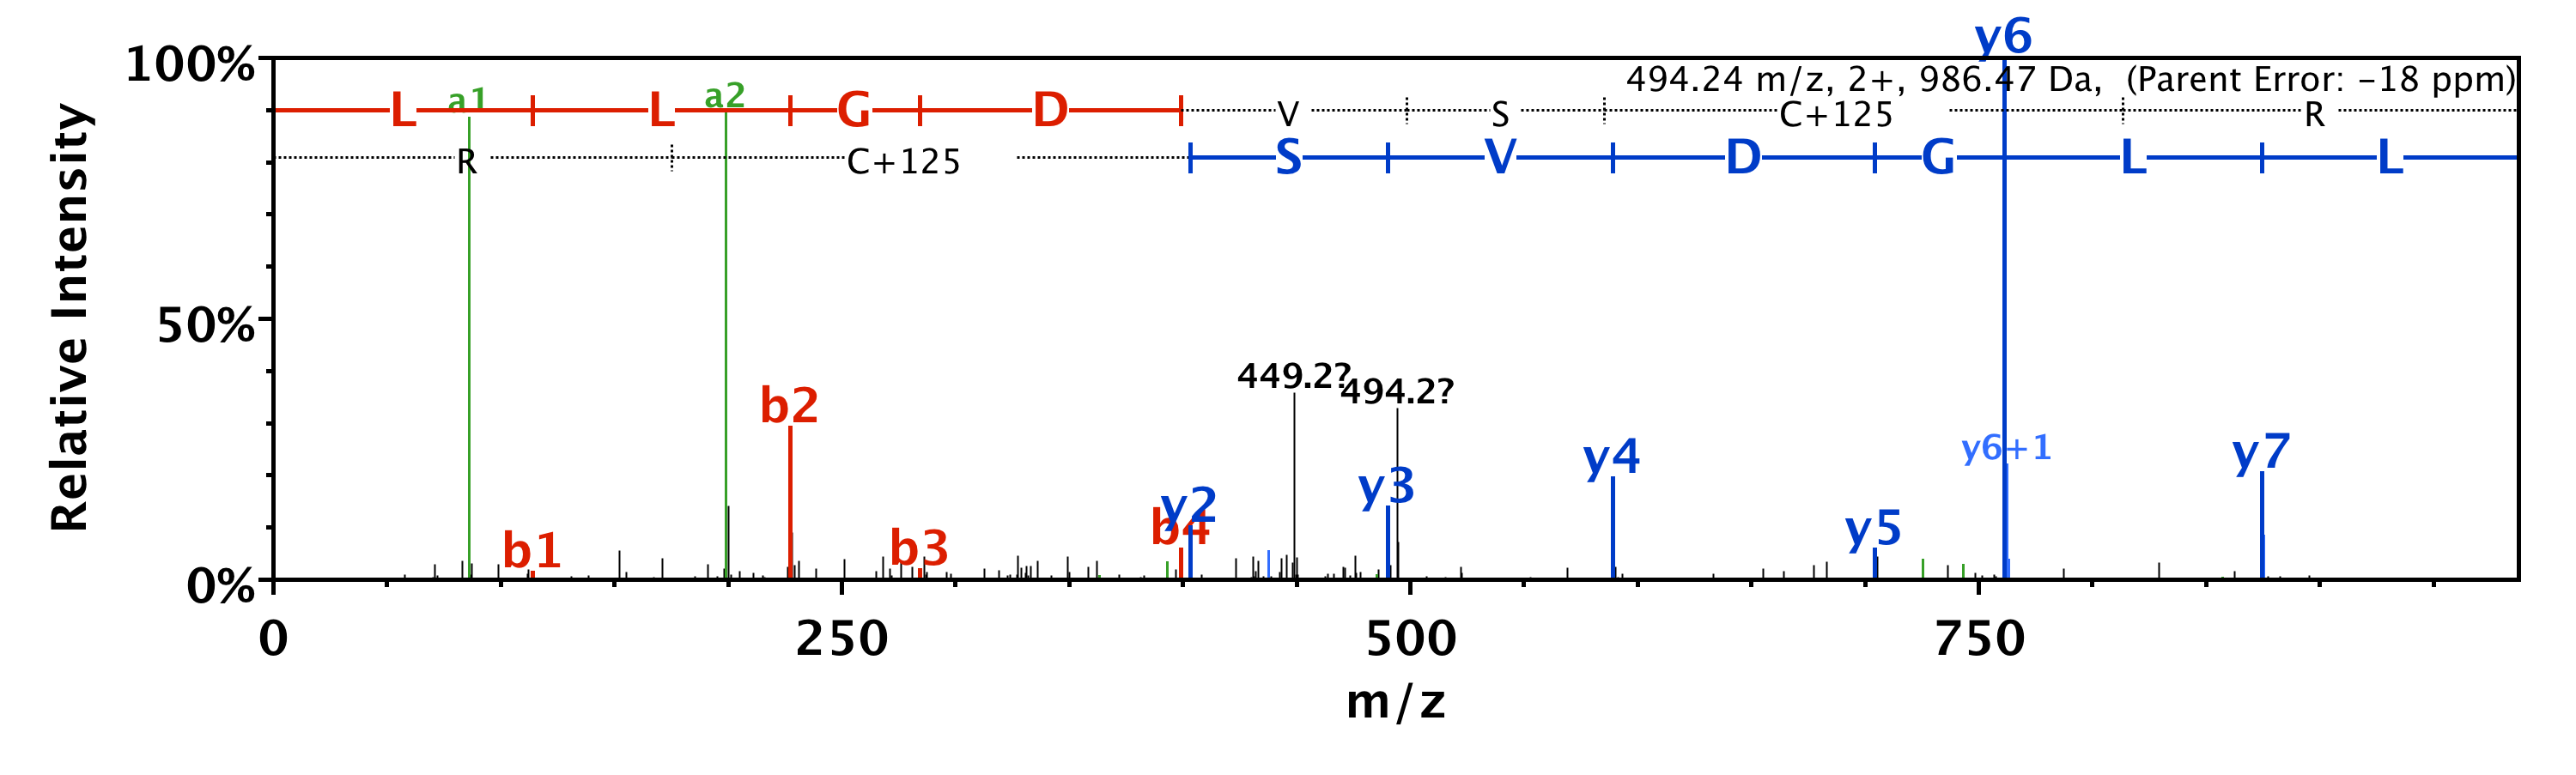 y6
100%
494.24 m/z, 2+, 986.47 Da, (Parent Error: −18 ppm)
L a1 L a2 G D V S C+125 R
R C+125 S V D G L L
Relative Intensity
50%
449.2? 494.2?
b2
y6+1 y7
y4
y3
y2
b4 y5
b1 b3
0%
0 250 500 750
m/z